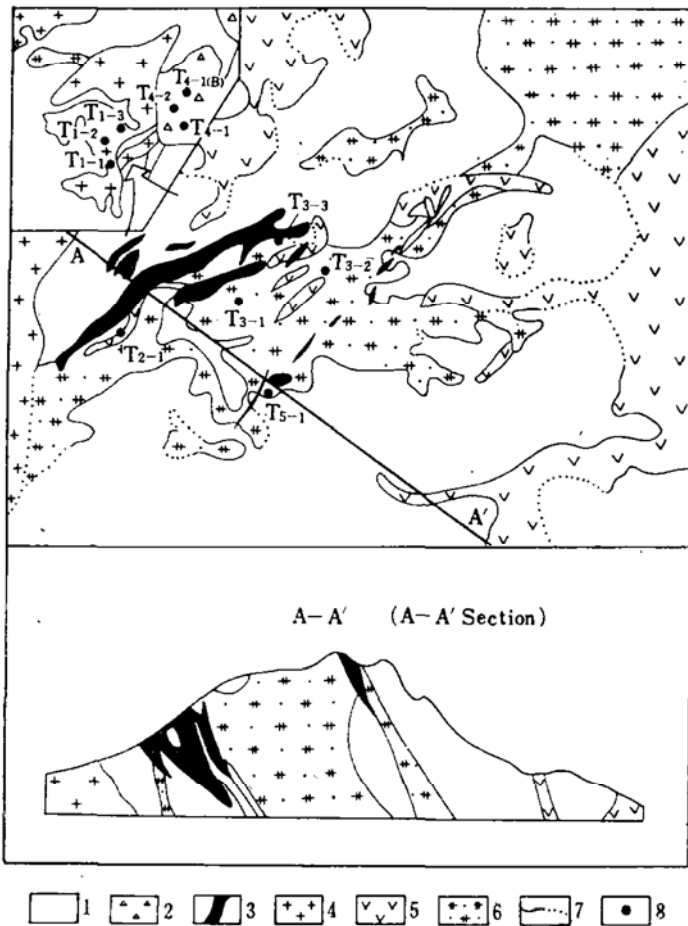 T4-1(B)
T4-2
T1-3
T4-1
T1-2
T1-1
T3-3
A
T3-2
T3-1
T2-1
T5-1
A′
A-A′ (A-A′ Section)
1 2 3 4 5 6 7 8